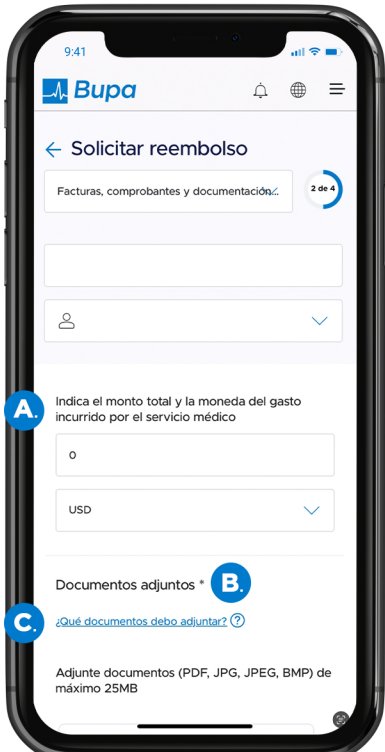 9:41
Bupa
← Solicitar reembolso
Facturas, comprobantes y documentación...
2 de 4
A.
Indica el monto total y la moneda del gasto
incurrido por el servicio médico
0
USD
Documentos adjuntos *
B.
C.
¿Qué documentos debo adjuntar? ?
Adjunte documentos (PDF, JPG, JPEG, BMP) de
máximo 25MB